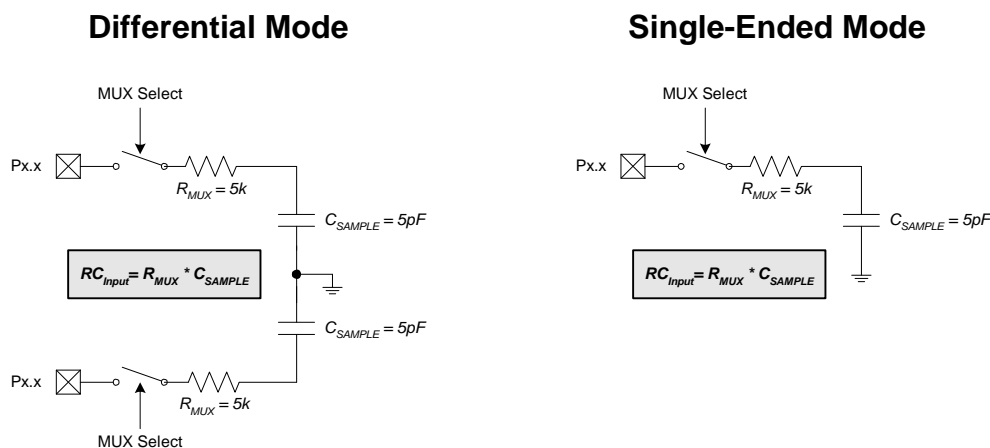 Differential Mode
MUX Select
Px.x
R_MUX = 5k
C_SAMPLE = 5pF
RC_Input = R_MUX * C_SAMPLE
C_SAMPLE = 5pF
Px.x
R_MUX = 5k
MUX Select
Single-Ended Mode
MUX Select
Px.x
R_MUX = 5k
C_SAMPLE = 5pF
RC_Input = R_MUX * C_SAMPLE